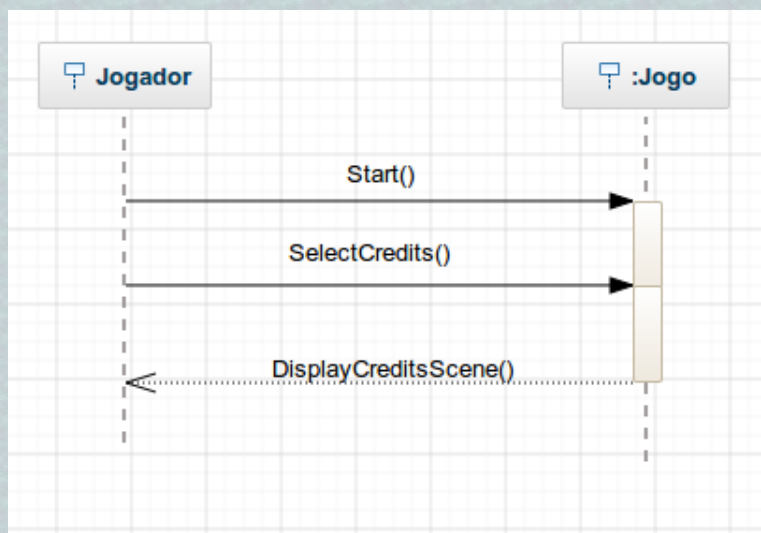 Jogador
:Jogo
Start()
SelectCredits()
DisplayCreditsScene()